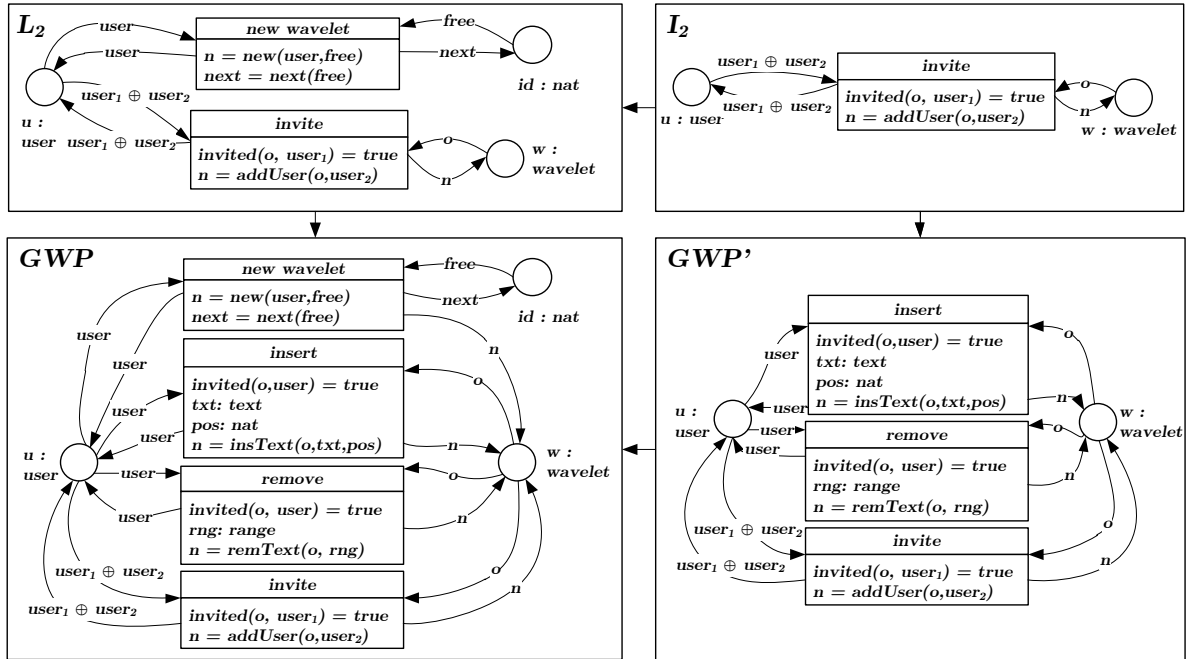 L₂
new wavelet
n = new(user,free)
next = next(free)
user
user
free
next
id : nat
u :
user
user₁ ⊕ user₂
user₁ ⊕ user₂
invite
invited(o, user₁) = true
n = addUser(o,user₂)
o
n
w :
wavelet
I₂
user₁ ⊕ user₂
user₁ ⊕ user₂
u : user
invite
invited(o, user₁) = true
n = addUser(o,user₂)
o
n
w : wavelet
GWP
new wavelet
n = new(user,free)
next = next(free)
free
next
id : nat
n
user
user
insert
invited(o,user) = true
txt: text
pos: nat
n = insText(o,txt,pos)
user
user
o
n
u :
user
w :
wavelet
remove
invited(o, user) = true
rng: range
n = remText(o, rng)
user
user
o
n
invite
invited(o, user₁) = true
n = addUser(o,user₂)
user₁ ⊕ user₂
user₁ ⊕ user₂
o
n
GWP'
insert
invited(o,user) = true
txt: text
pos: nat
n = insText(o,txt,pos)
user
user
o
n
u :
user
w :
wavelet
remove
invited(o, user) = true
rng: range
n = remText(o, rng)
user
user
o
n
invite
invited(o, user₁) = true
n = addUser(o,user₂)
user₁ ⊕ user₂
user₁ ⊕ user₂
o
n